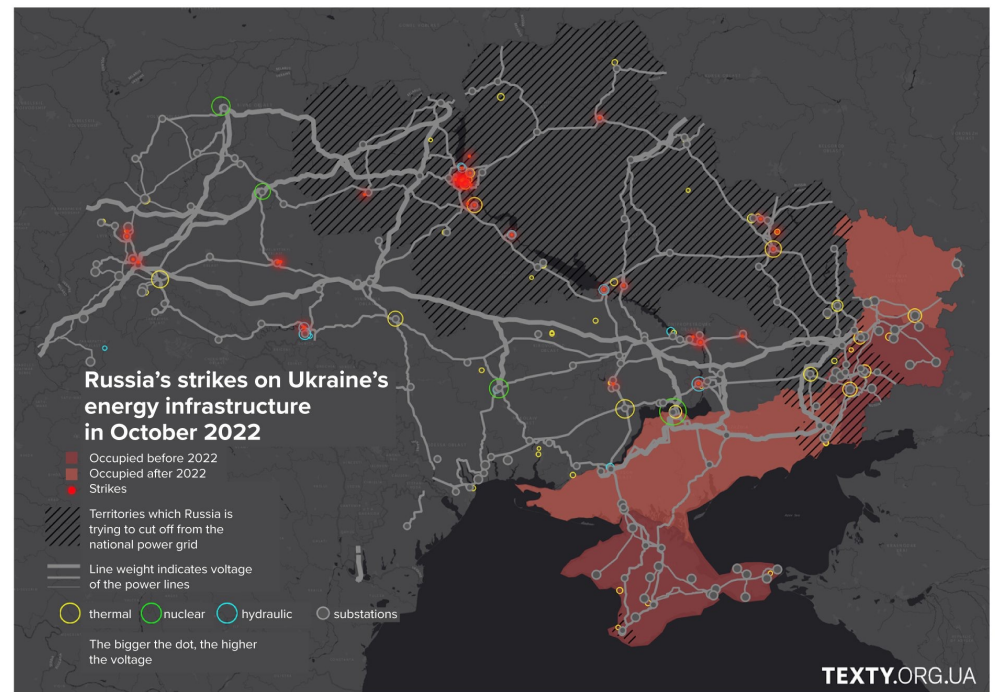 Russia’s strikes on Ukraine’s
energy infrastructure
in October 2022
Occupied before 2022
Occupied after 2022
Strikes
Territories which Russia is
trying to cut off from the
national power grid
Line weight indicates voltage
of the power lines
thermal nuclear hydraulic substations
The bigger the dot, the higher
the voltage
TEXTY.ORG.UA